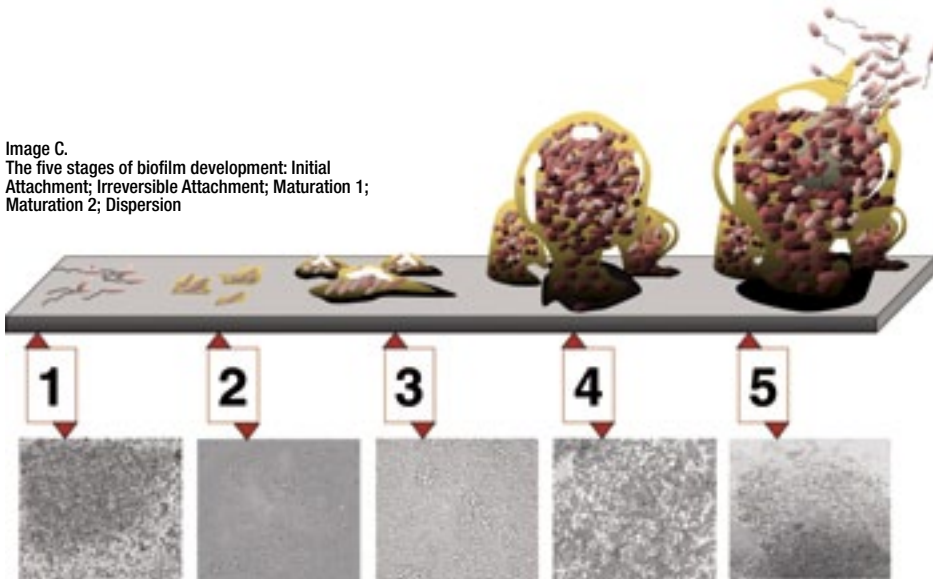 Image C.
The five stages of biofilm development: Initial
Attachment; Irreversible Attachment; Maturation 1;
Maturation 2; Dispersion
1 2 3 4 5